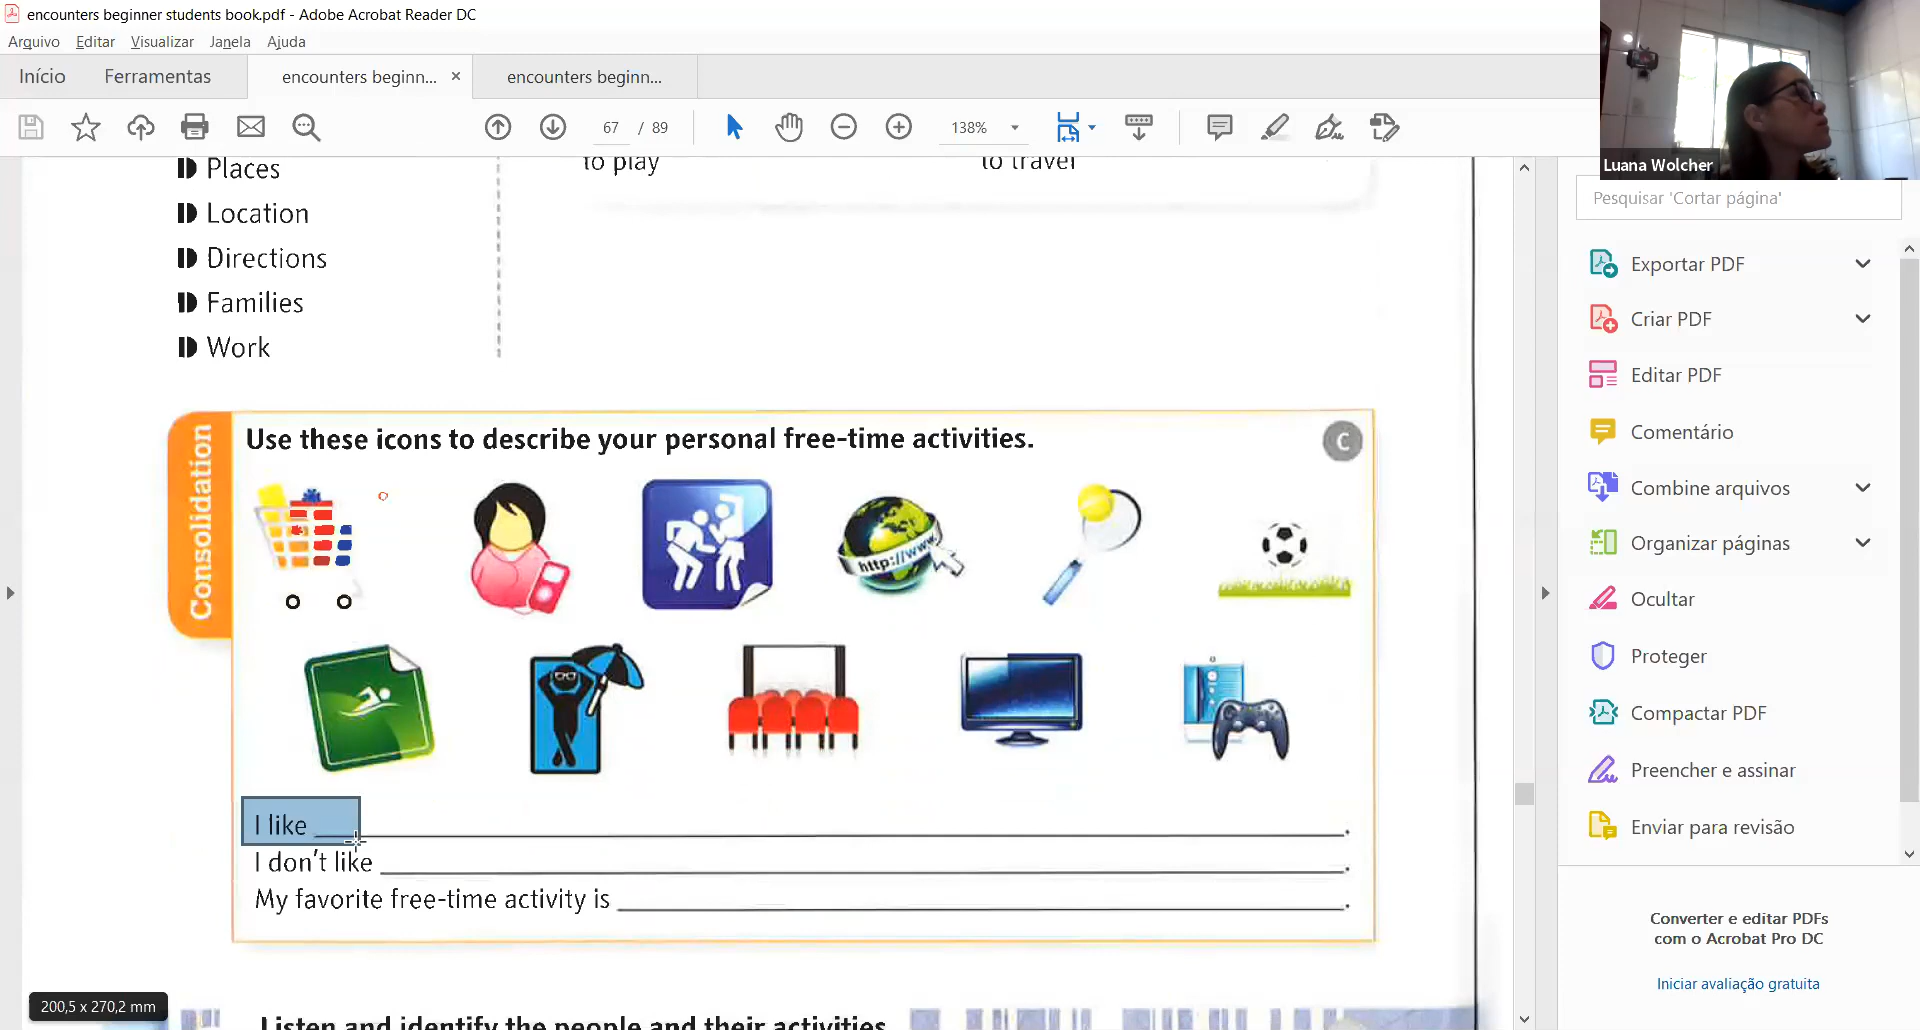 encounters beginner students book.pdf - Adobe Acrobat Reader DC
Arquivo Editar Visualizar Janela Ajuda
Início Ferramentas encounters beginn... × encounters beginn...
67 / 89 138%
Luana Wolcher
Pesquisar 'Cortar página'
Exportar PDF
Criar PDF
Editar PDF
Comentário
Combine arquivos
Organizar páginas
Ocultar
Proteger
Compactar PDF
Preencher e assinar
Enviar para revisão
Converter e editar PDFs
com o Acrobat Pro DC
Iniciar avaliação gratuita
to play to travel
Places
Location
Directions
Families
Work
Consolidation
Use these icons to describe your personal free-time activities.
C
http://www.
I like .
I don't like .
My favorite free-time activity is .
200,5 x 270,2 mm
Listen and identify the people and their activities